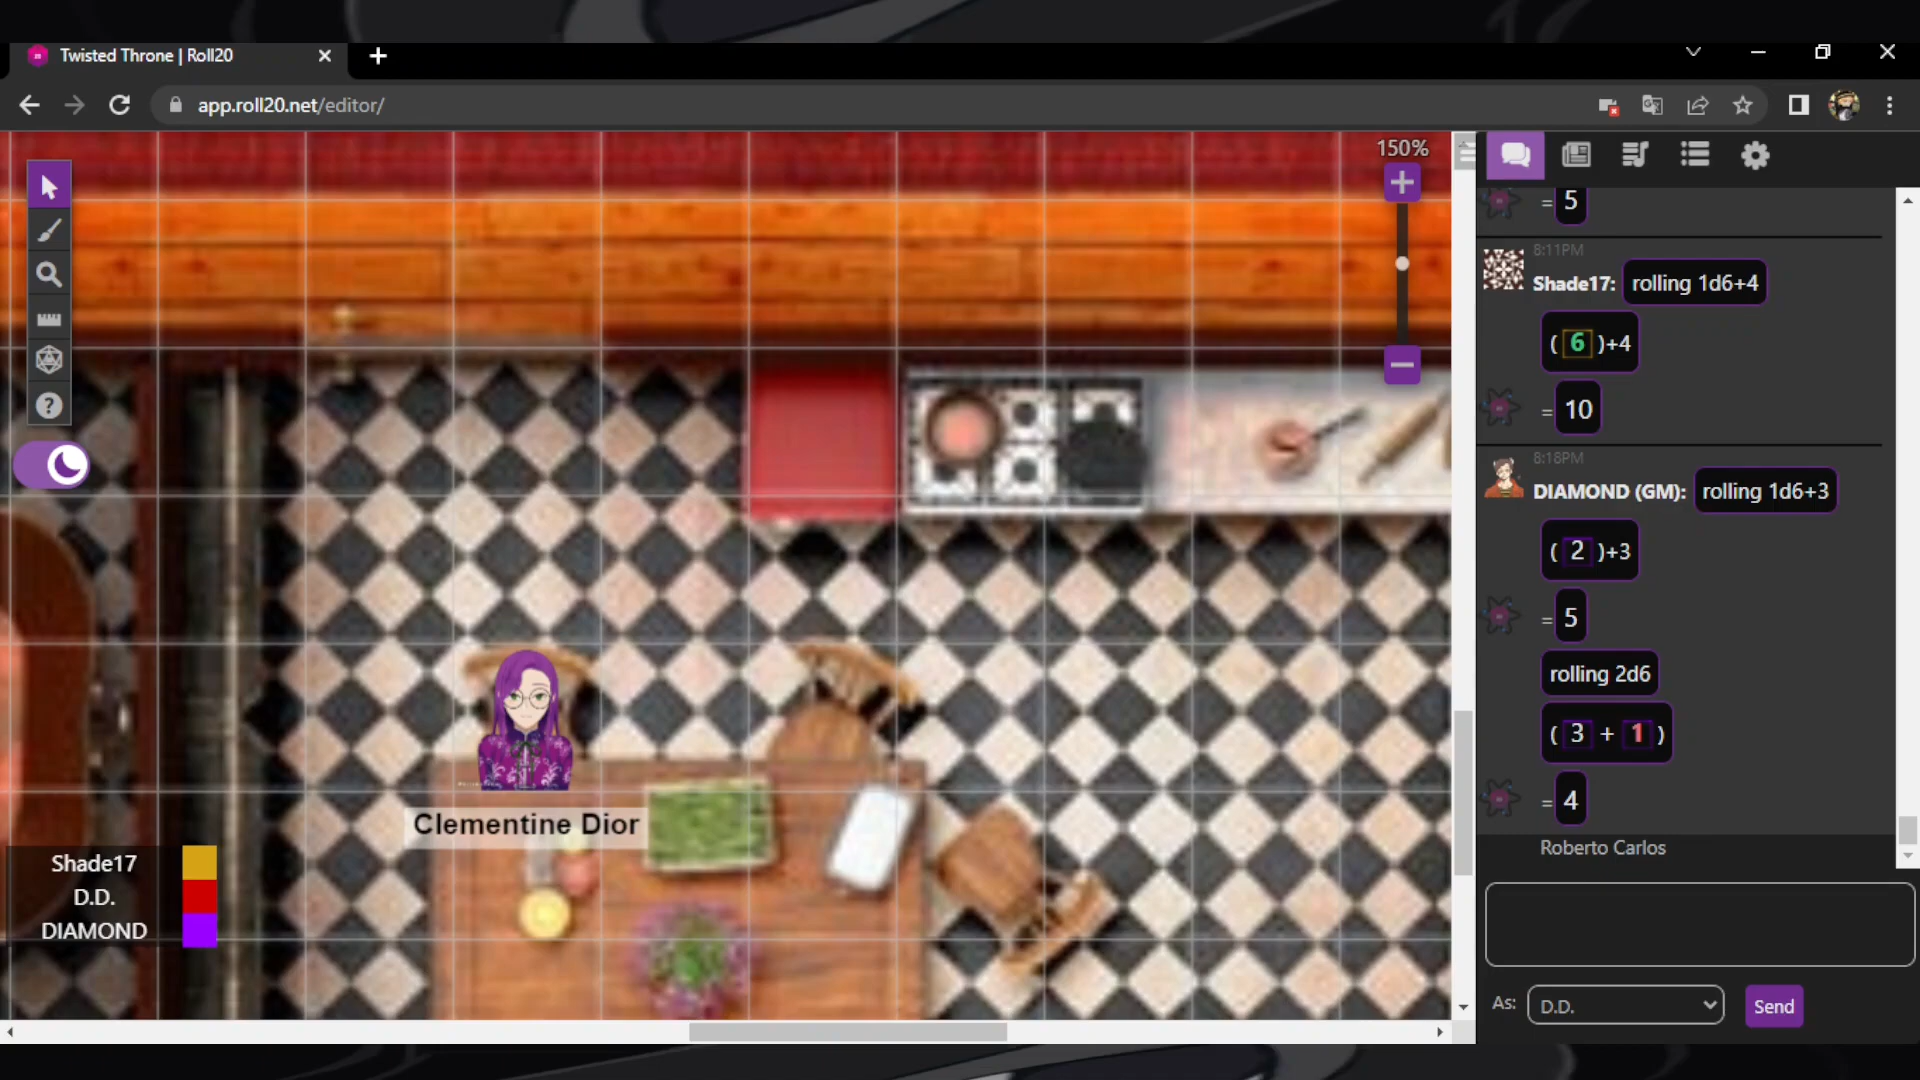 Twisted Throne | Roll20
app.roll20.net/editor/
150%
= 5
8:11PM
Shade17: rolling 1d6+4
( 6 )+4
= 10
8:18PM
DIAMOND (GM): rolling 1d6+3
( 2 )+3
= 5
rolling 2d6
( 3 + 1 )
= 4
Roberto Carlos
Clementine Dior
Shade17
D.D.
DIAMOND
As: D.D. Send